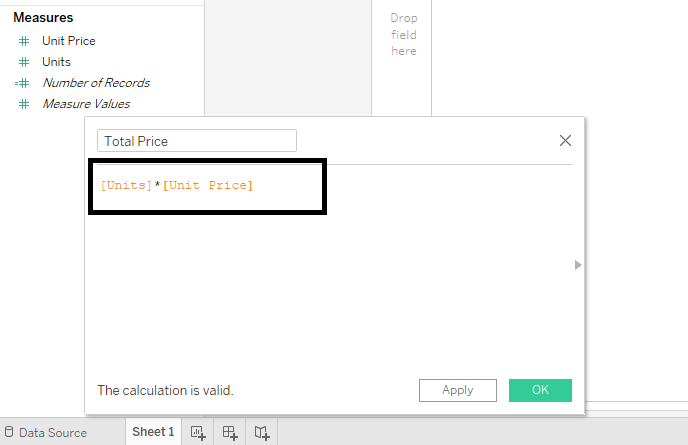 Measures
Unit Price
Units
Number of Records
Measure Values
Drop
field
here
Total Price
[Units]*[Unit Price]
The calculation is valid.
Apply
OK
Data Source
Sheet 1